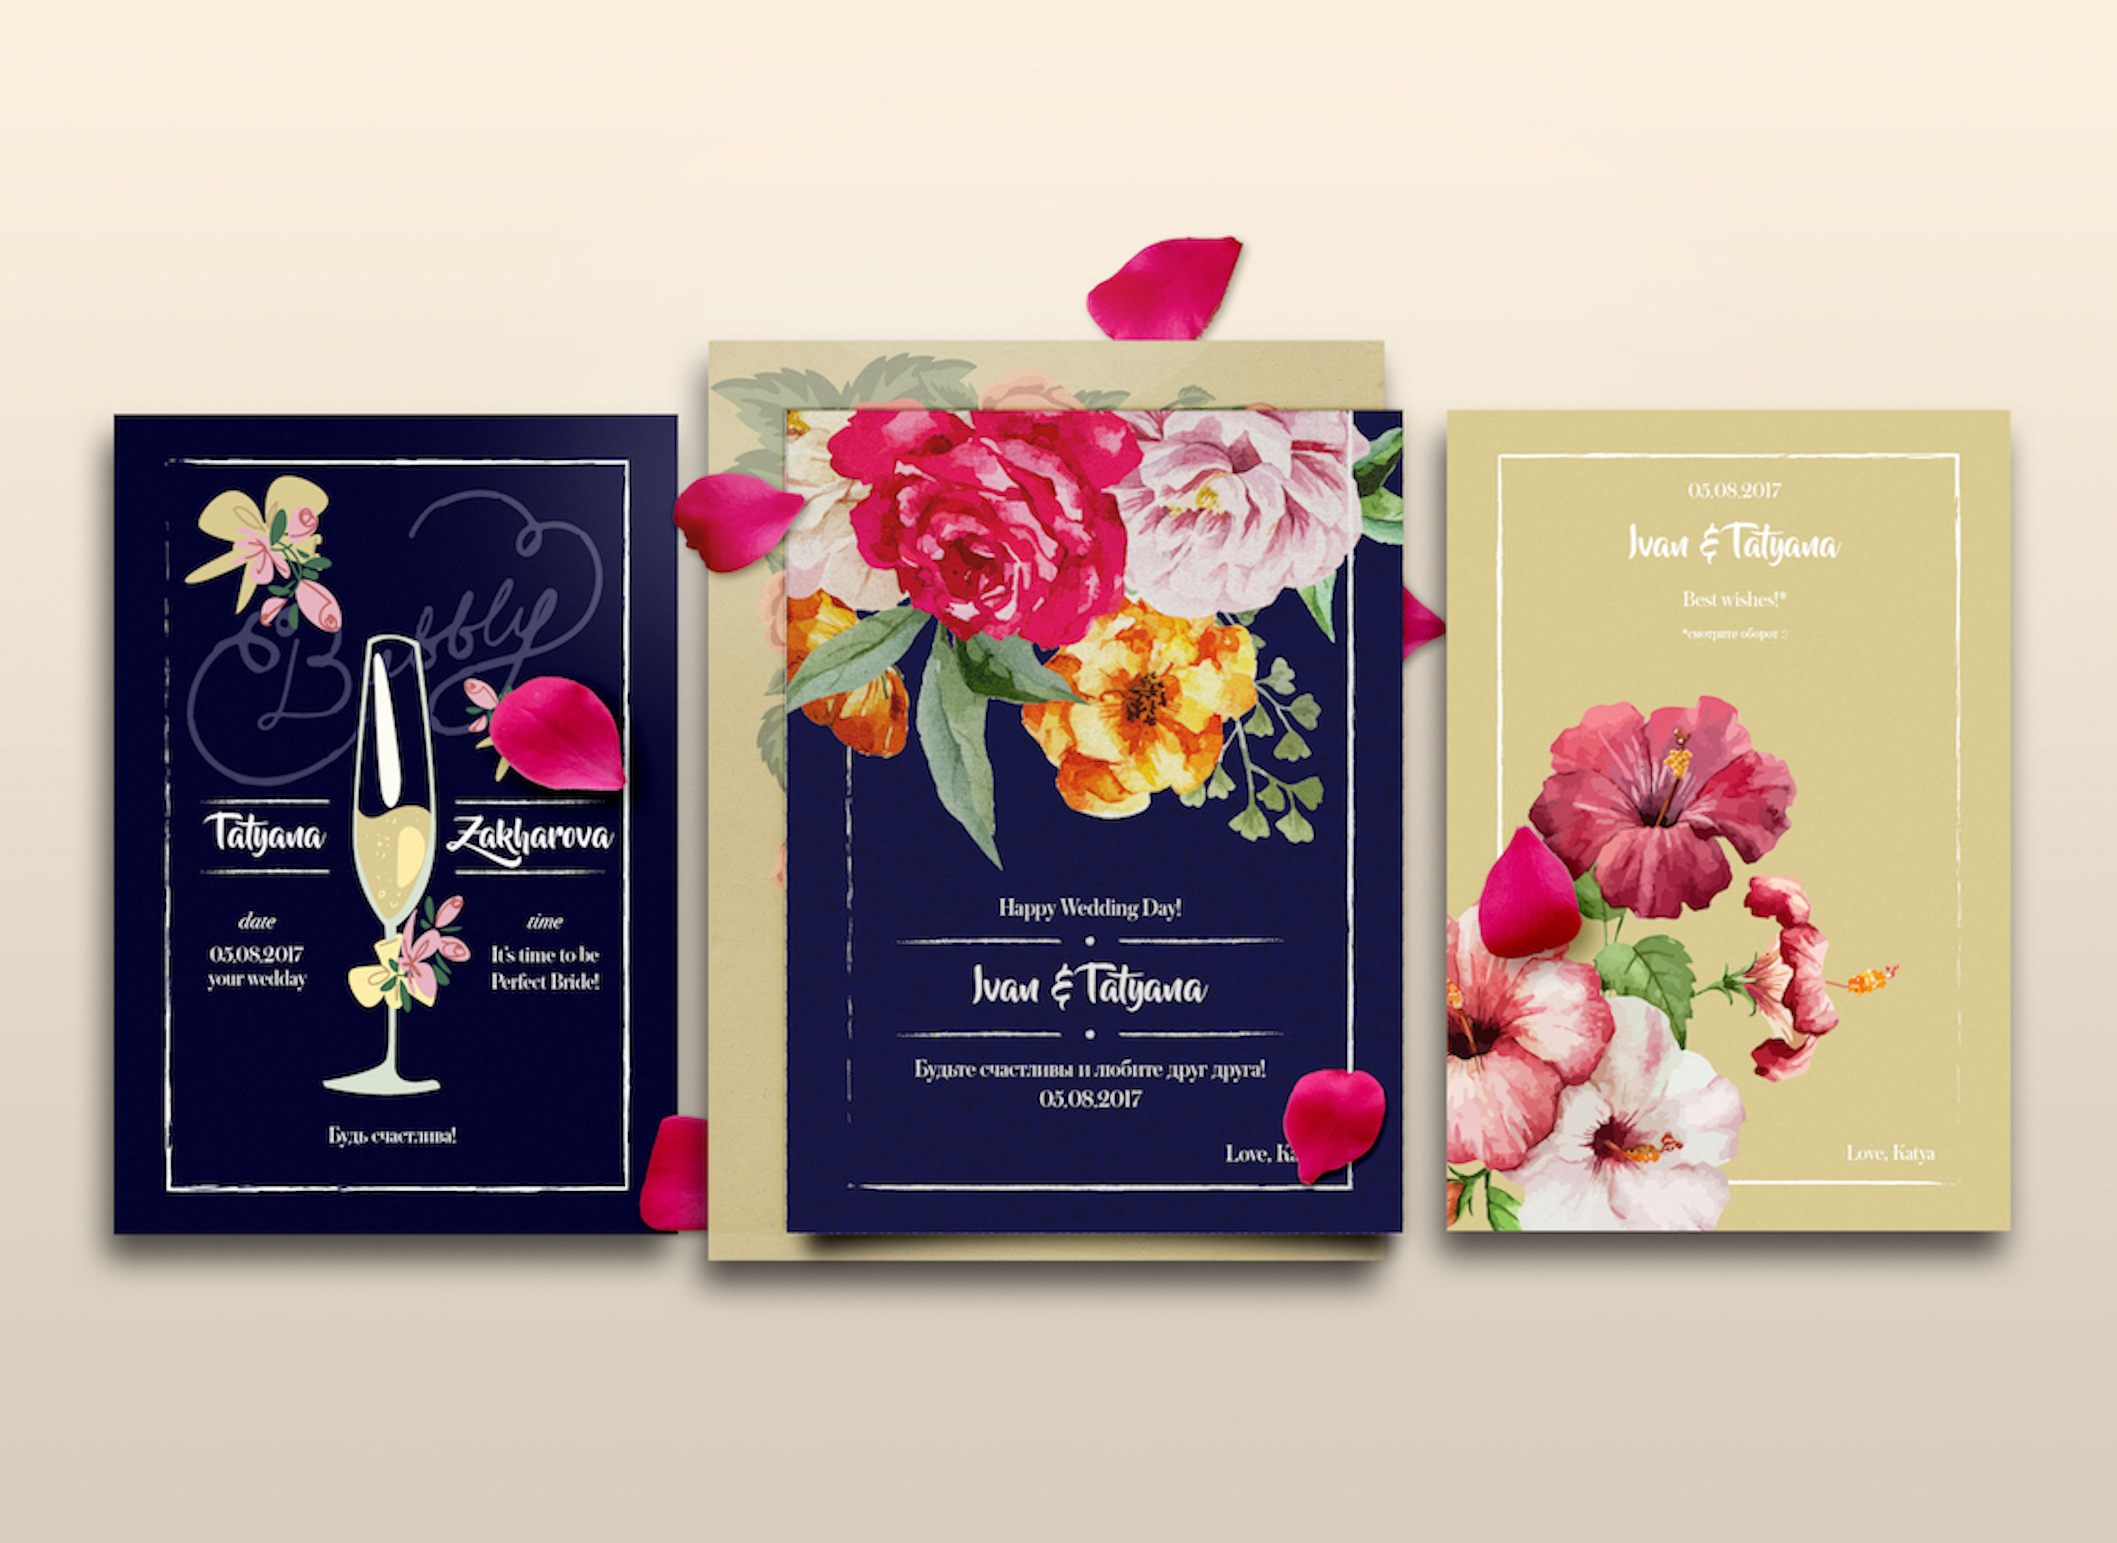 Bubbly
Tatyana Zakharova
date
05.08.2017
your wedday
time
It's time to be
Perfect Bride!
Будь счастлива!
Happy Wedding Day!
Ivan & Tatyana
Будьте счастливы и любите друг друга!
05.08.2017
Love,
05.08.2017
Ivan & Tatyana
Best wishes!*
*смотрите оборот :)
Love, Katya